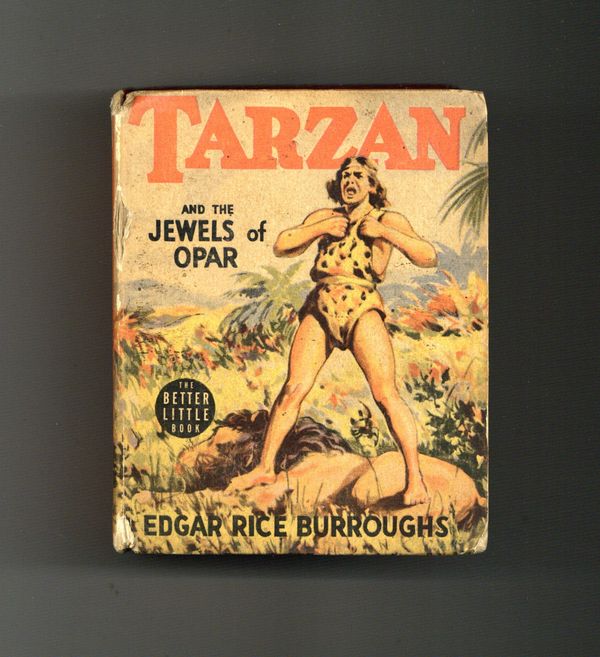 TARZAN
AND THE
JEWELS of
OPAR
THE
BETTER
LITTLE
BOOK
EDGAR RICE BURROUGHS